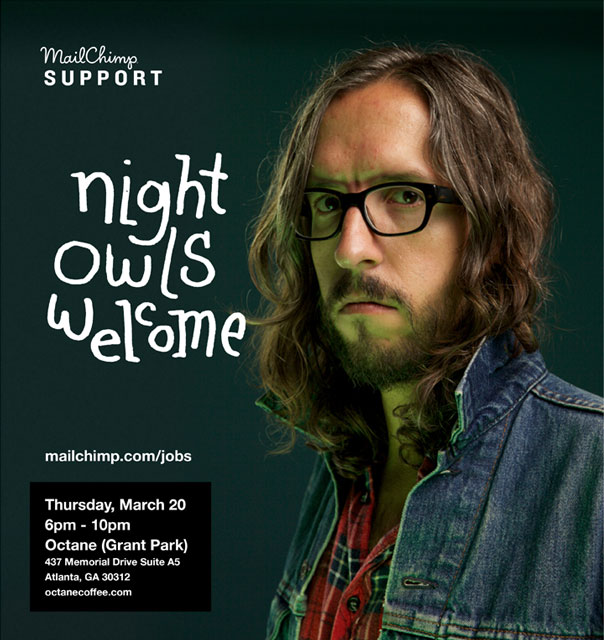 MailChimp
SUPPORT
night
owls
welcome
mailchimp.com/jobs
Thursday, March 20
6pm - 10pm
Octane (Grant Park)
437 Memorial Drive Suite A5
Atlanta, GA 30312
octanecoffee.com